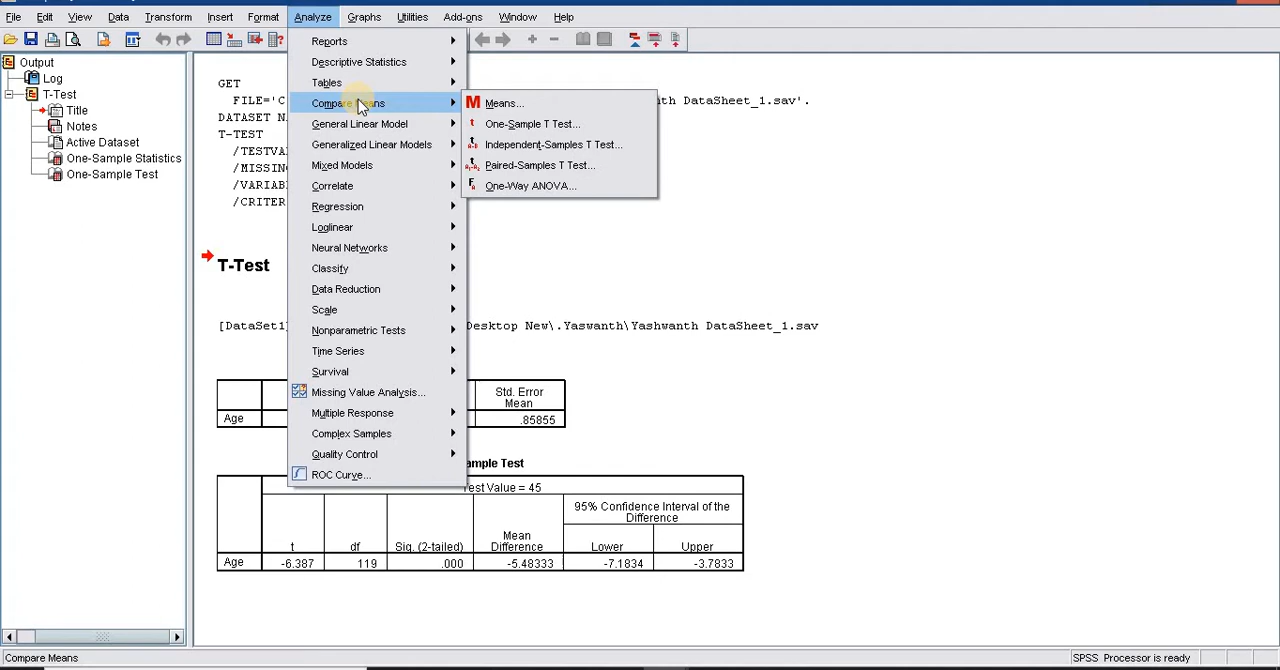 File Edit View Data Transform Insert Format Analyze Graphs Utilities Add-ons Window Help
Output
Log
T-Test
Title
Notes
Active Dataset
One-Samples Statistics
One-Sample Test
Reports
Descriptive Statistics
Tables
Compare Means
General Linear Model
Generalized Linear Models
Mixed Models
Correlate
Regression
Loglinear
Neural Networks
Classify
Data Reduction
Scale
Nonparametric Tests
Time Series
Survival
Missing Value Analysis...
Multiple Response
Complex Samples
Quality Control
ROC Curve...
M Means...
t One-Sample T Test...
Independent-Samples T Test...
Paired-Samples T Test...
One-Way ANOVA...
GET
FILE='C nth DataSheet_1.sav'.
DATASET NA
T-TEST
/TESTVA
/MISSIN
/VARIAB
/CRITER
T-Test
[DataSet1] Desktop New\.Yaswanth\Yashwanth DataSheet_1.sav
Std. Error
Mean
Age .85855
ample Test
Test Value = 45
95% Confidence Interval of the
Difference
t df Sig. (2-tailed) Mean
Difference Lower Upper
Age -6.387 119 .000 -5.48333 -7.1834 -3.7833
Compare Means SPSS Processor is ready